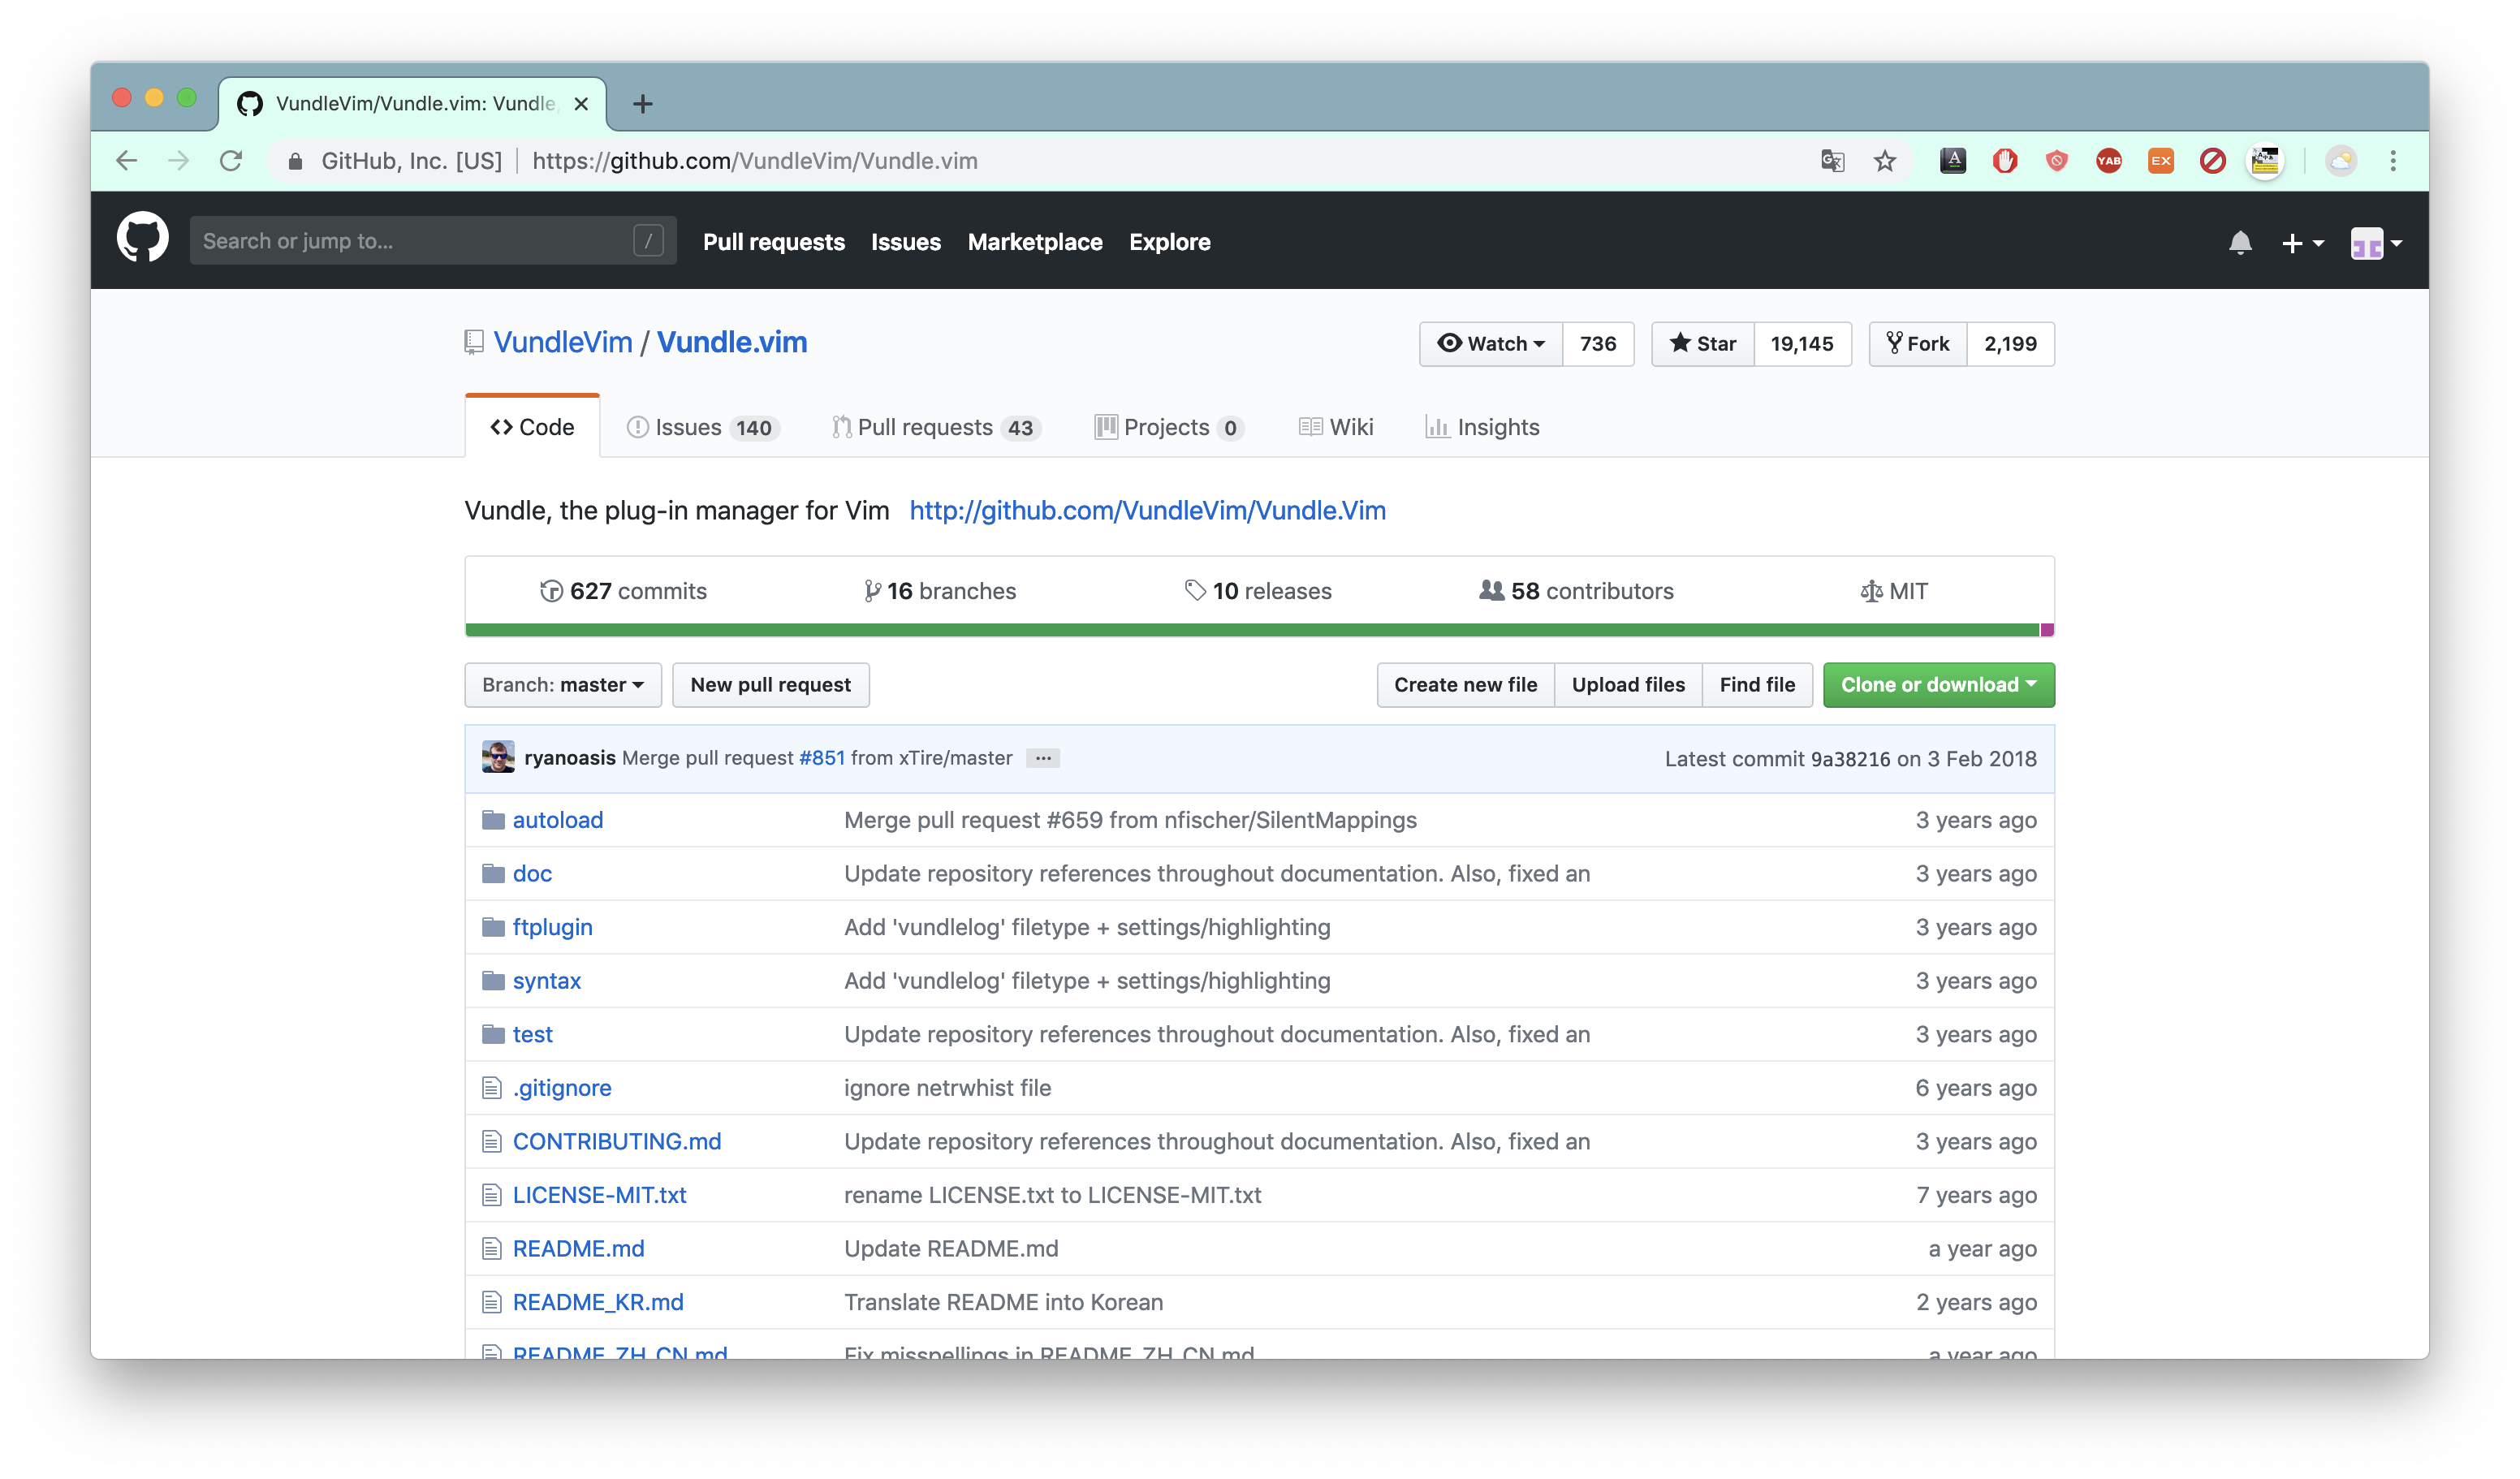 VundleVim/Vundle.vim: Vundle,
GitHub, Inc. [US] | https://github.com/VundleVim/Vundle.vim
A YAB EX
Search or jump to... / Pull requests Issues Marketplace Explore
VundleVim / Vundle.vim Watch 736 Star 19,145 Fork 2,199
Code Issues 140 Pull requests 43 Projects 0 Wiki Insights
Vundle, the plug-in manager for Vim http://github.com/VundleVim/Vundle.Vim
627 commits 16 branches 10 releases 58 contributors MIT
Branch: master New pull request Create new file Upload files Find file Clone or download
ryanoasis Merge pull request #851 from xTire/master ... Latest commit 9a38216 on 3 Feb 2018
autoload Merge pull request #659 from nfischer/SilentMappings 3 years ago
doc Update repository references throughout documentation. Also, fixed an 3 years ago
ftplugin Add 'vundlelog' filetype + settings/highlighting 3 years ago
syntax Add 'vundlelog' filetype + settings/highlighting 3 years ago
test Update repository references throughout documentation. Also, fixed an 3 years ago
.gitignore ignore netrwhist file 6 years ago
CONTRIBUTING.md Update repository references throughout documentation. Also, fixed an 3 years ago
LICENSE-MIT.txt rename LICENSE.txt to LICENSE-MIT.txt 7 years ago
README.md Update README.md a year ago
README_KR.md Translate README into Korean 2 years ago
README_ZH_CN.md Fix misspellings in README_ZH_CN.md a year ago